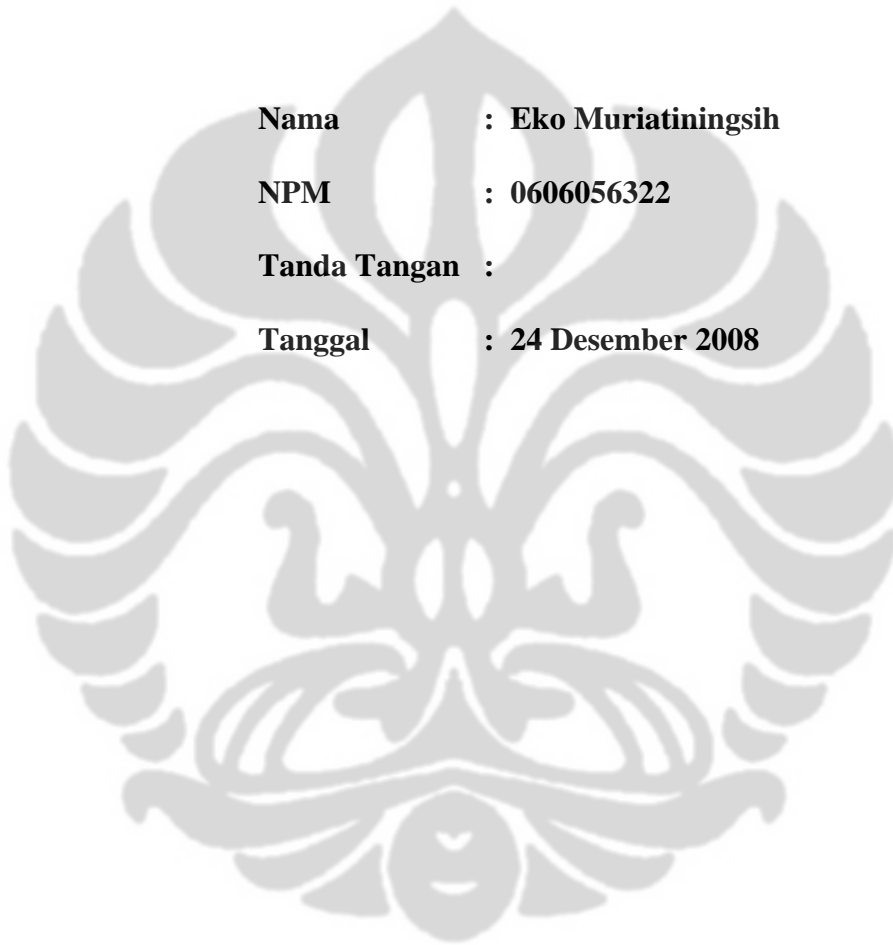 Nama : Eko Muriatiningsih
NPM : 0606056322
Tanda Tangan :
Tanggal : 24 Desember 2008